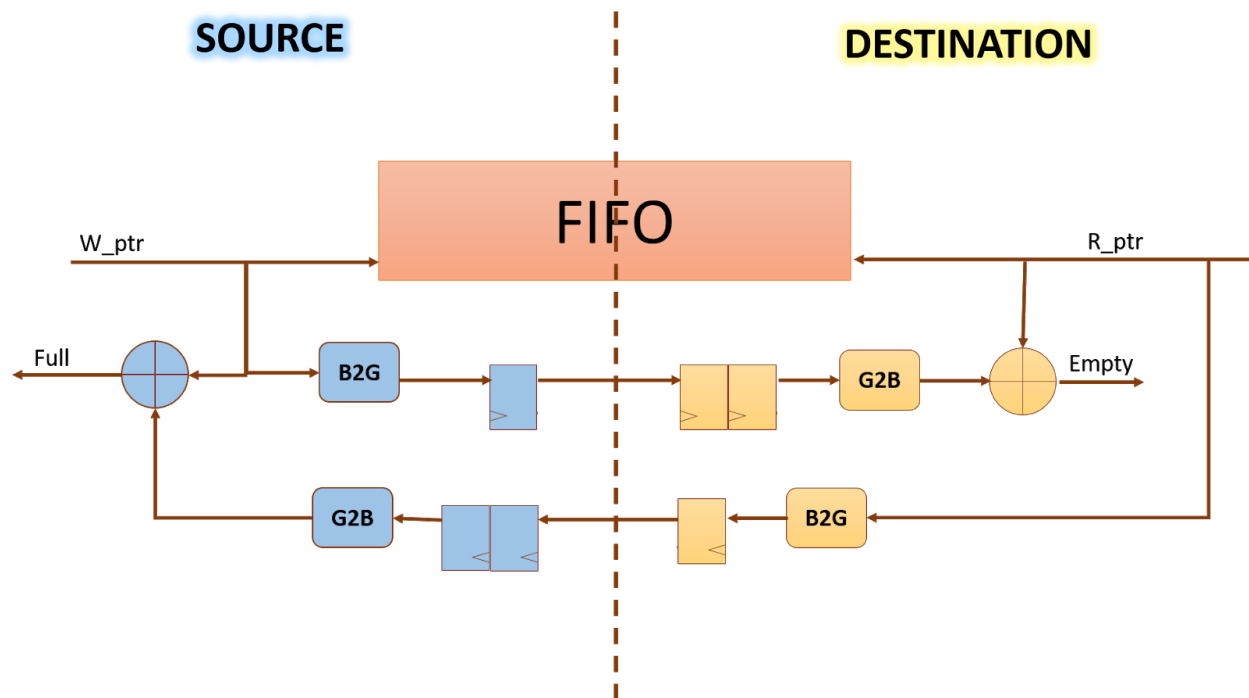 SOURCE
DESTINATION
FIFO
W_ptr
R_ptr
Full
B2G
G2B
Empty
G2B
B2G